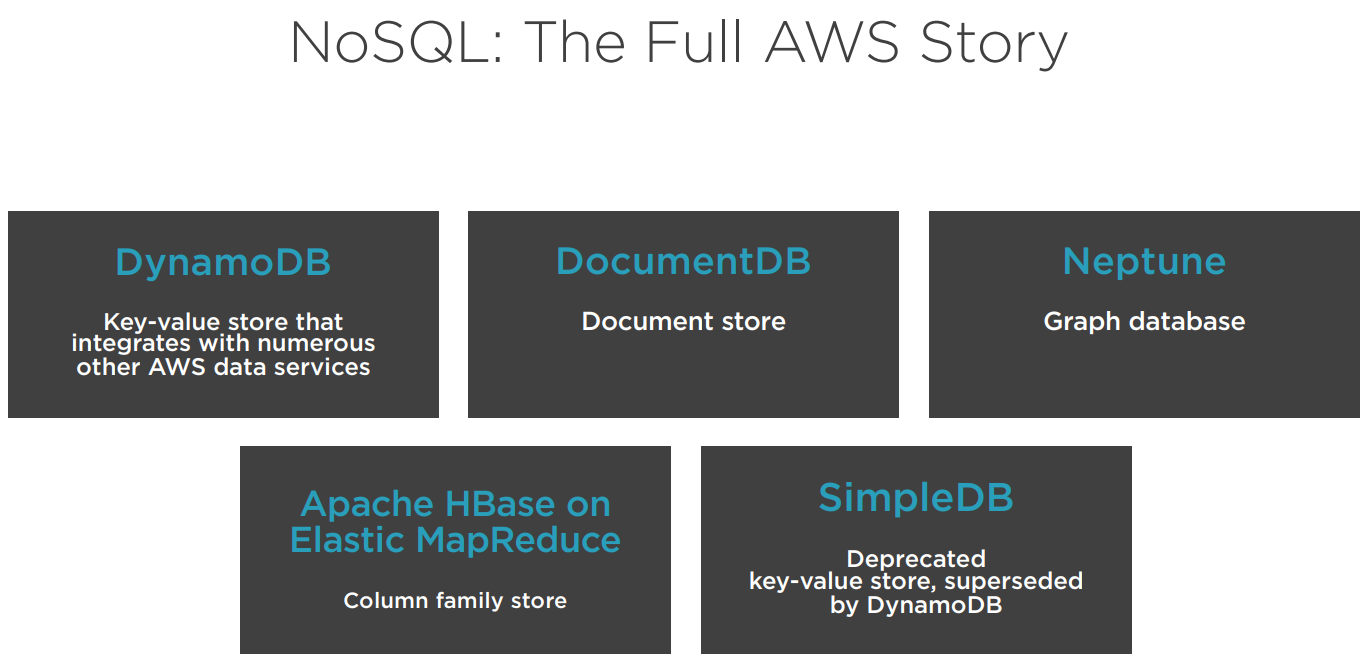 NoSQL: The Full AWS Story
DynamoDB
Key-value store that
integrates with numerous
other AWS data services
DocumentDB
Document store
Neptune
Graph database
Apache HBase on
Elastic MapReduce
Column family store
SimpleDB
Deprecated
key-value store, superseded
by DynamoDB